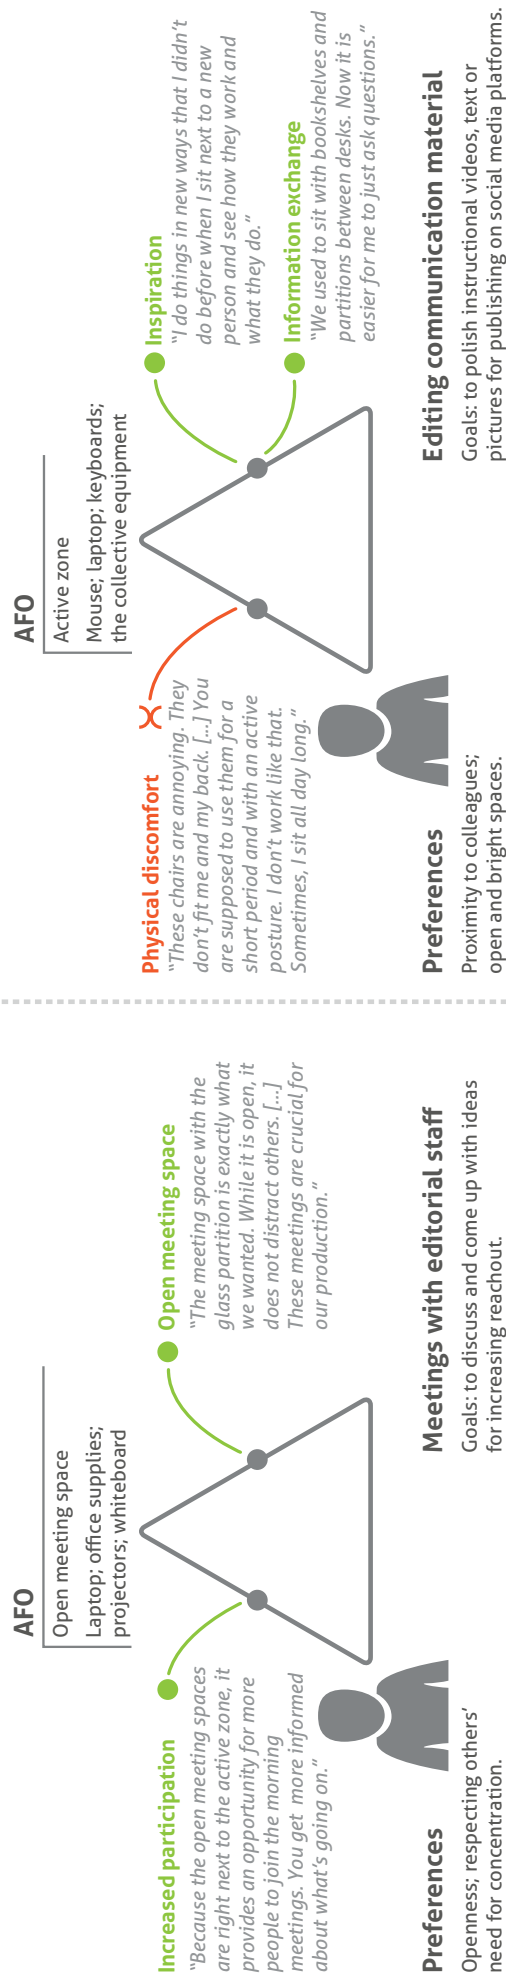 AFO
Open meeting space
Laptop; office supplies;
projectors; whiteboard
Increased participation
“Because the open meeting spaces
are right next to the active zone, it
provides an opportunity for more
people to join the morning
meetings. You get more informed
about what's going on.”
Open meeting space
“The meeting space with the
glass partition is exactly what
we wanted. While it is open, it
does not distract others. [...]
These meetings are crucial for
our production.”
Preferences
Openness; respecting others'
need for concentration.
Meetings with editorial staff
Goals: to discuss and come up with ideas
for increasing reachout.
AFO
Active zone
Mouse; laptop; keyboards;
the collective equipment
Physical discomfort
“These chairs are annoying. They
don't fit me and my back. [...] You
are supposed to use them for a
short period and with an active
posture. I don't work like that.
Sometimes, I sit all day long.”
Inspiration
“I do things in new ways that I didn't
do before when I sit next to a new
person and see how they work and
what they do.”
Information exchange
“We used to sit with bookshelves and
partitions between desks. Now it is
easier for me to just ask questions.”
Preferences
Proximity to colleagues;
open and bright spaces.
Editing communication material
Goals: to polish instructional videos, text or
pictures for publishing on social media platforms.